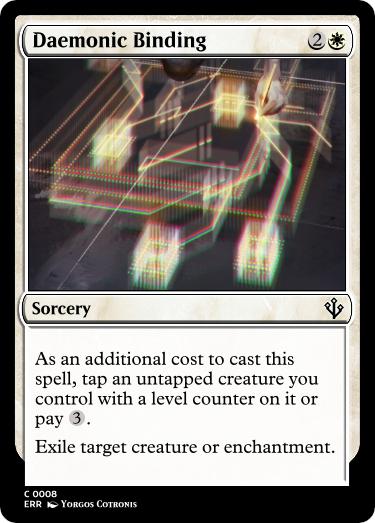 Daemonic Binding 2
Sorcery
As an additional cost to cast this
spell, tap an untapped creature you
control with a level counter on it or
pay 3.
Exile target creature or enchantment.
C 0008
ERR YORGOS COTRONIS